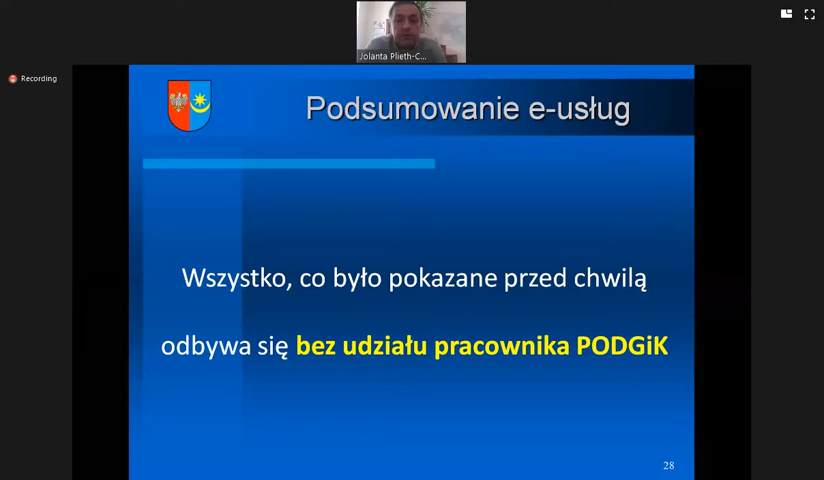 Jolanta Plieth-C...
Recording
Podsumowanie e-usług
Wszystko, co było pokazane przed chwilą
odbywa się bez udziału pracownika PODGiK
28